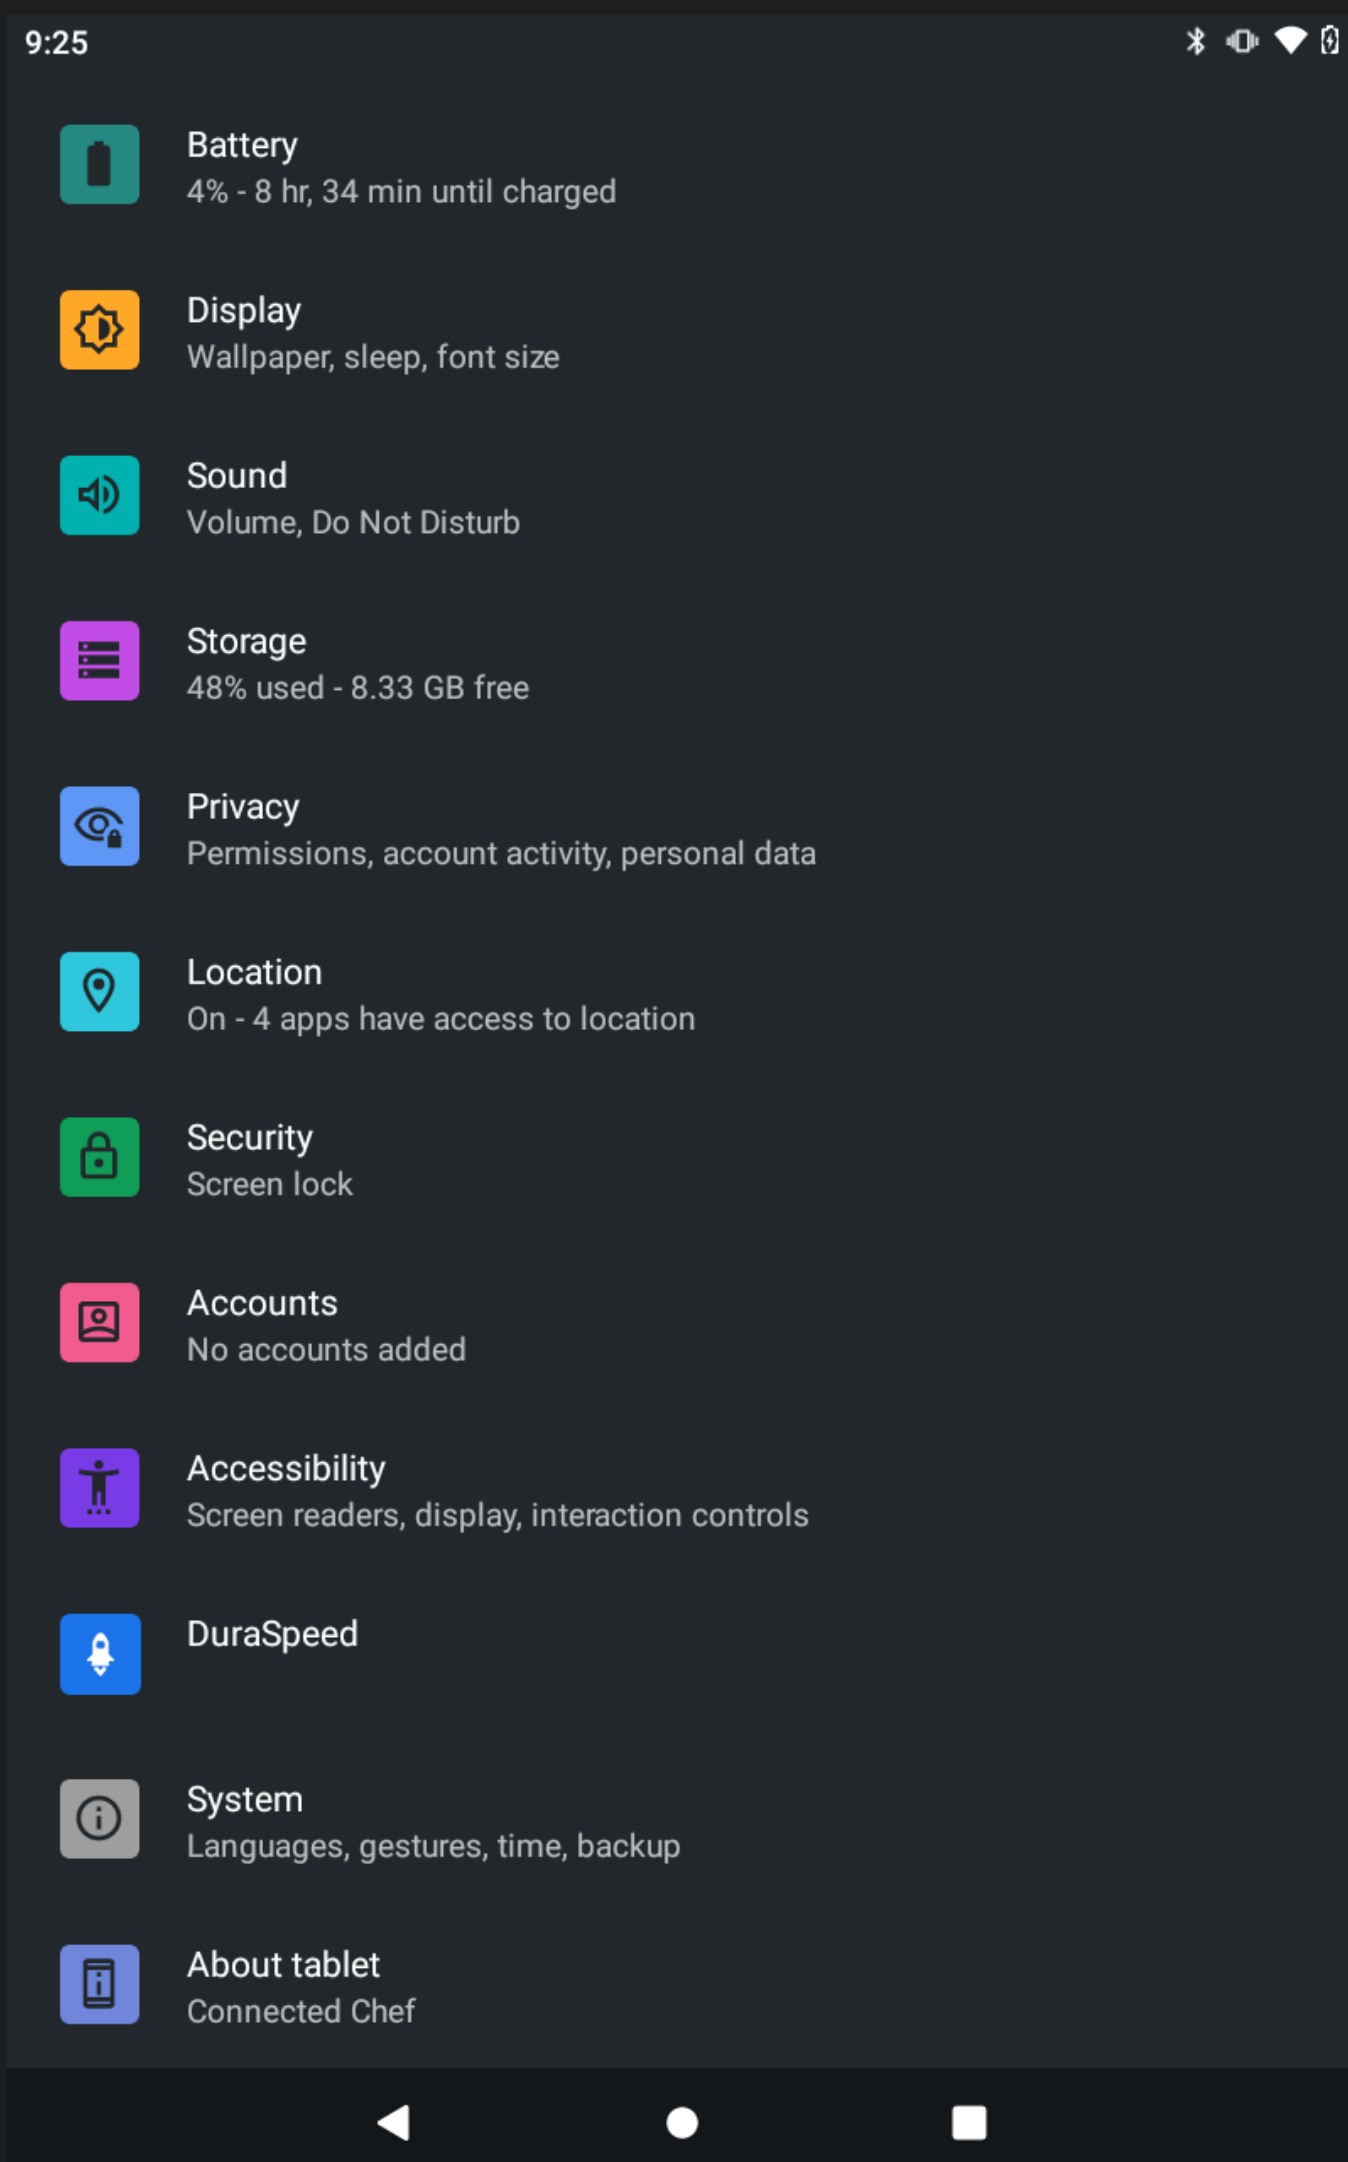 9:25
Battery
4% - 8 hr, 34 min until charged
Display
Wallpaper, sleep, font size
Sound
Volume, Do Not Disturb
Storage
48% used - 8.33 GB free
Privacy
Permissions, account activity, personal data
Location
On - 4 apps have access to location
Security
Screen lock
Accounts
No accounts added
Accessibility
Screen readers, display, interaction controls
DuraSpeed
System
Languages, gestures, time, backup
About tablet
Connected Chef